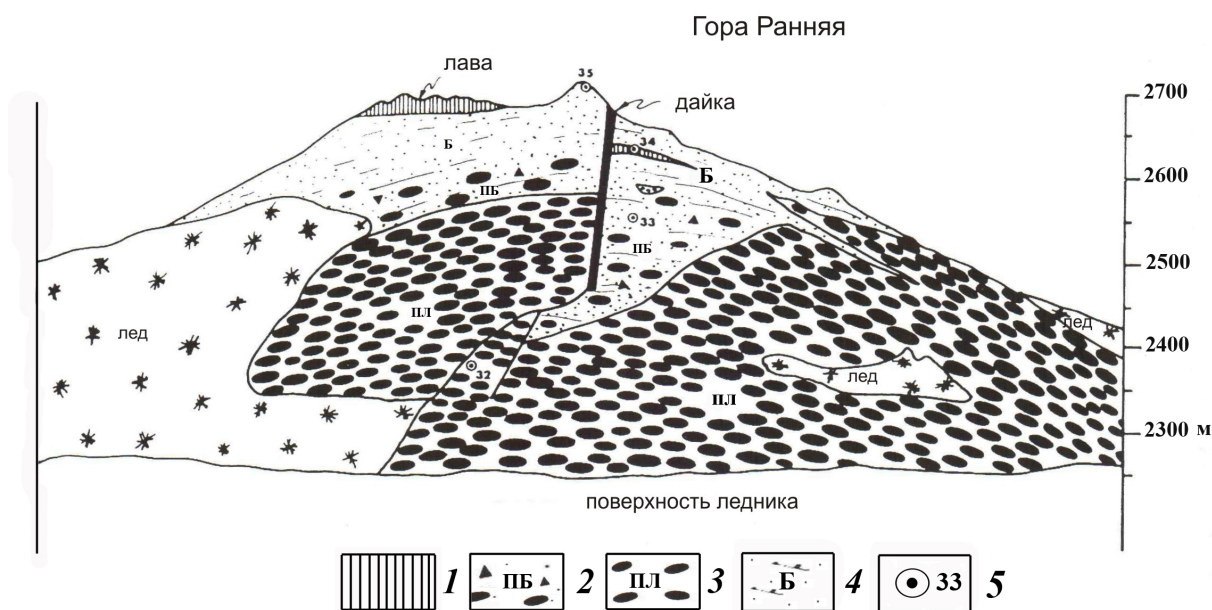 Гора Ранняя
лава
35
дайка
2700
Б
34
2600
Б
ПБ
33
ПБ
2500
ПЛ
лед
лед
2400
32
лед
ПЛ
2300 м
поверхность ледника
1
ПБ 2
ПЛ 3
Б 4
33 5